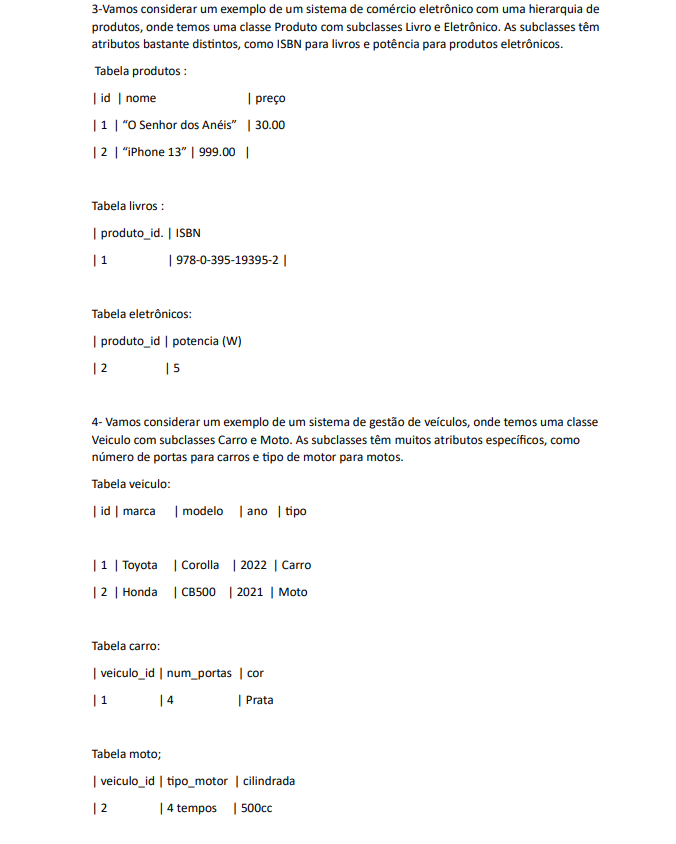 3-Vamos considerar um exemplo de um sistema de comércio eletrônico com uma hierarquia de
produtos, onde temos uma classe Produto com subclasses Livro e Eletrônico. As subclasses têm
atributos bastante distintos, como ISBN para livros e potência para produtos eletrônicos.
Tabela produtos :
| id | nome | preço
| 1 | “O Senhor dos Anéis” | 30.00
| 2 | “iPhone 13” | 999.00 |
Tabela livros :
| produto_id. | ISBN
| 1 | 978-0-395-19395-2 |
Tabela eletrônicos:
| produto_id | potencia (W)
| 2 | 5
4- Vamos considerar um exemplo de um sistema de gestão de veículos, onde temos uma classe
Veiculo com subclasses Carro e Moto. As subclasses têm muitos atributos específicos, como
número de portas para carros e tipo de motor para motos.
Tabela veiculo:
| id | marca | modelo | ano | tipo
| 1 | Toyota | Corolla | 2022 | Carro
| 2 | Honda | CB500 | 2021 | Moto
Tabela carro:
| veiculo_id | num_portas | cor
| 1 | 4 | Prata
Tabela moto;
| veiculo_id | tipo_motor | cilindrada
| 2 | 4 tempos | 500cc